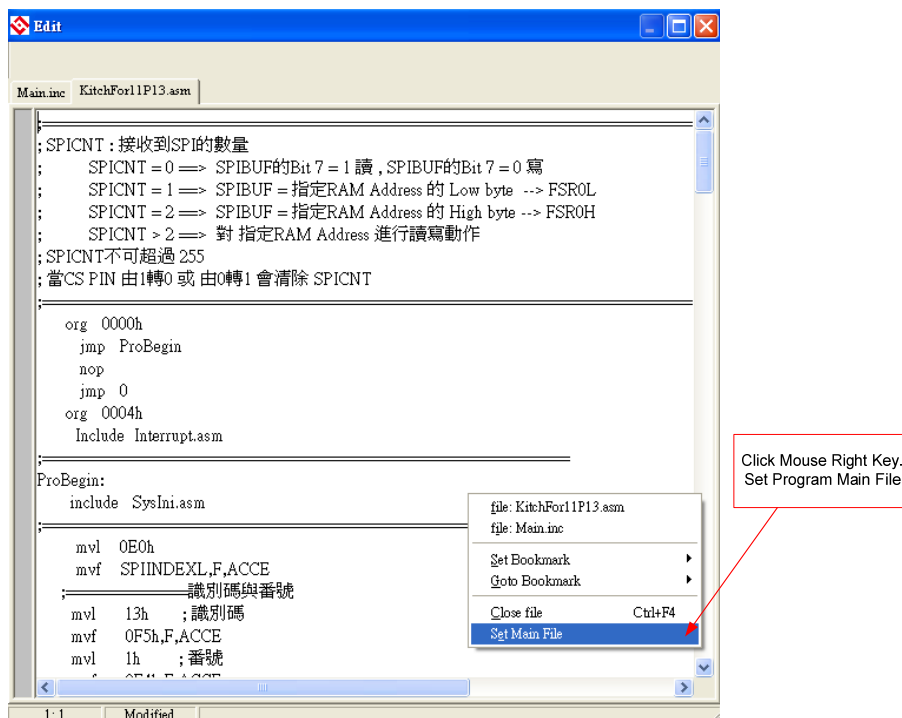 Edit
Main.inc KitchFor11P13.asm
;
; SPICNT : 接收到SPI的數量
; SPICNT = 0 ==> SPIBUF的Bit 7 = 1 讀 , SPIBUF的Bit 7 = 0 寫
; SPICNT = 1 ==> SPIBUF = 指定RAM Address 的 Low byte --> FSR0L
; SPICNT = 2 ==> SPIBUF = 指定RAM Address 的 High byte --> FSR0H
; SPICNT > 2 ==> 對 指定RAM Address 進行讀寫動作
; SPICNT不可超過 255
; 當CS PIN 由1轉0 或 由0轉1 會清除 SPICNT
;
org 0000h
jmp ProBegin
nop
jmp 0
org 0004h
Include Interrupt.asm
;
ProBegin:
include SysIni.asm
;
mvl 0E0h
mvf SPIINDEXL,F,ACCE
;識別碼與番號
mvl 13h ; 識別碼
mvf 0F5h,F,ACCE
mvl 1h ; 番號
file: KitchFor11P13.asm
file: Main.inc
Set Bookmark
Goto Bookmark
Close file Ctrl+F4
Set Main File
Click Mouse Right Key.
Set Program Main File
1: 1 Modified